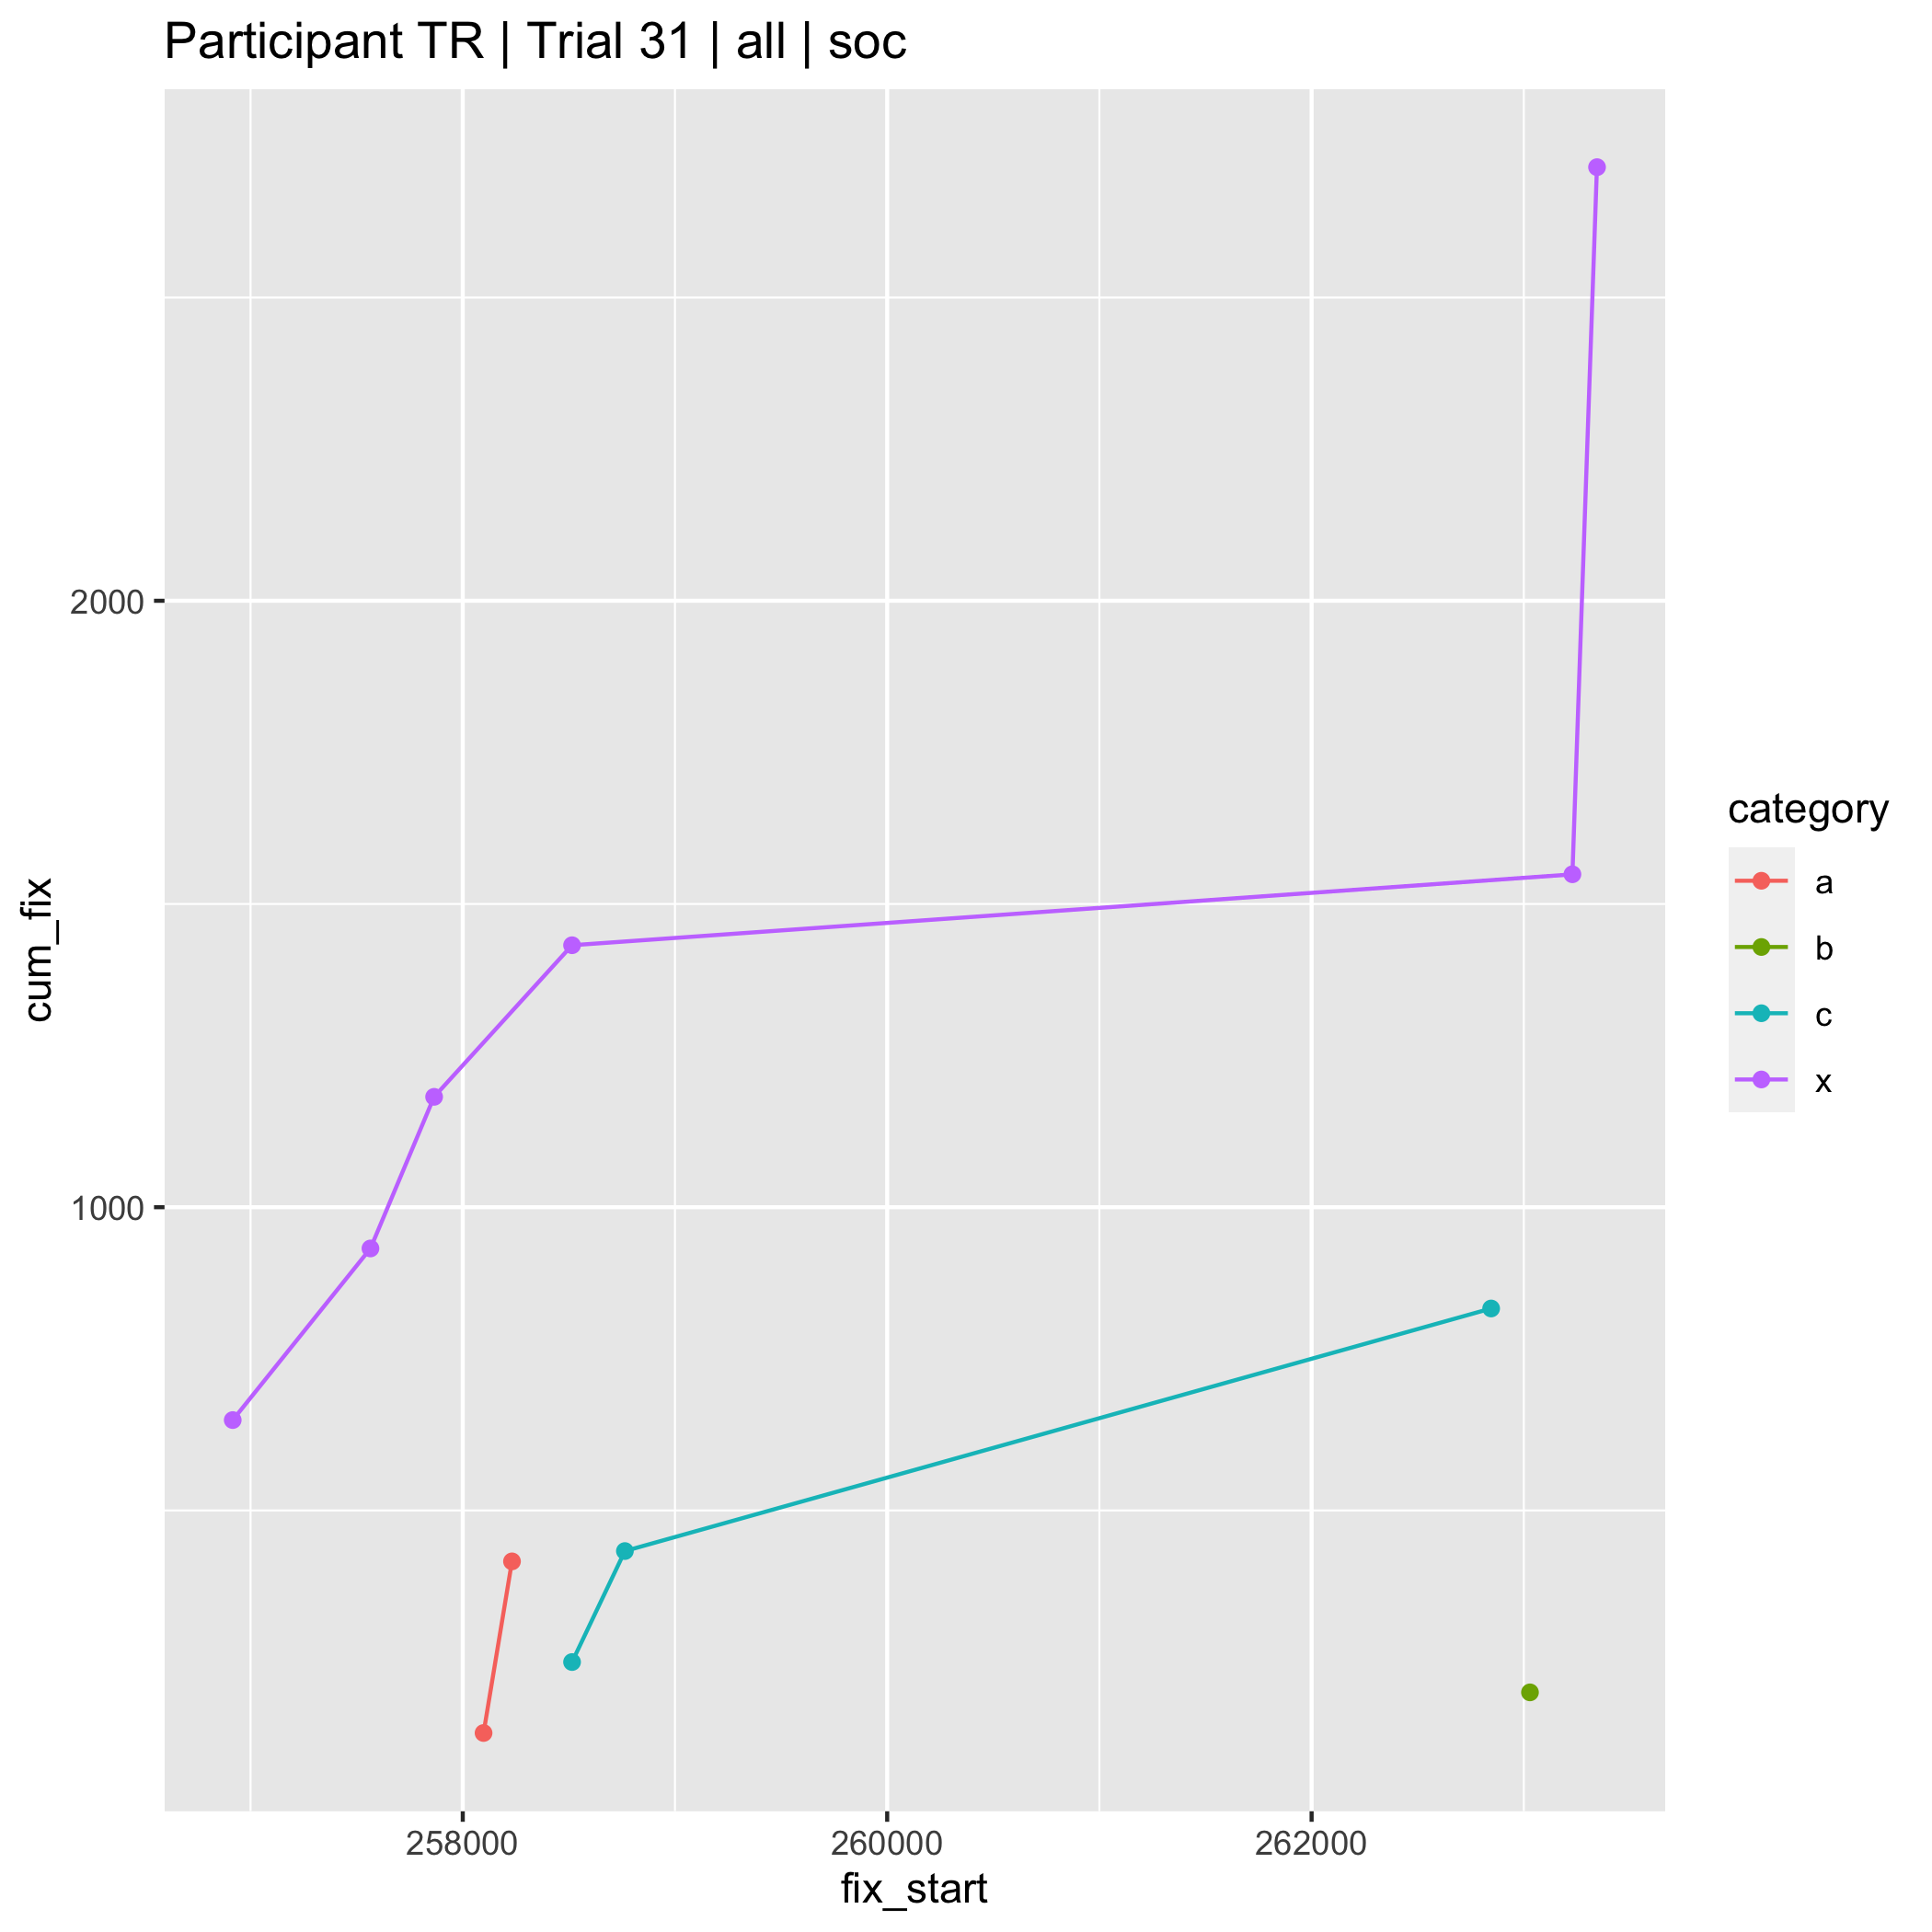 Participant TR | Trial 31 | all | soc
cum_fix
2000
1000
258000 260000 262000
fix_start
category
a
b
c
x